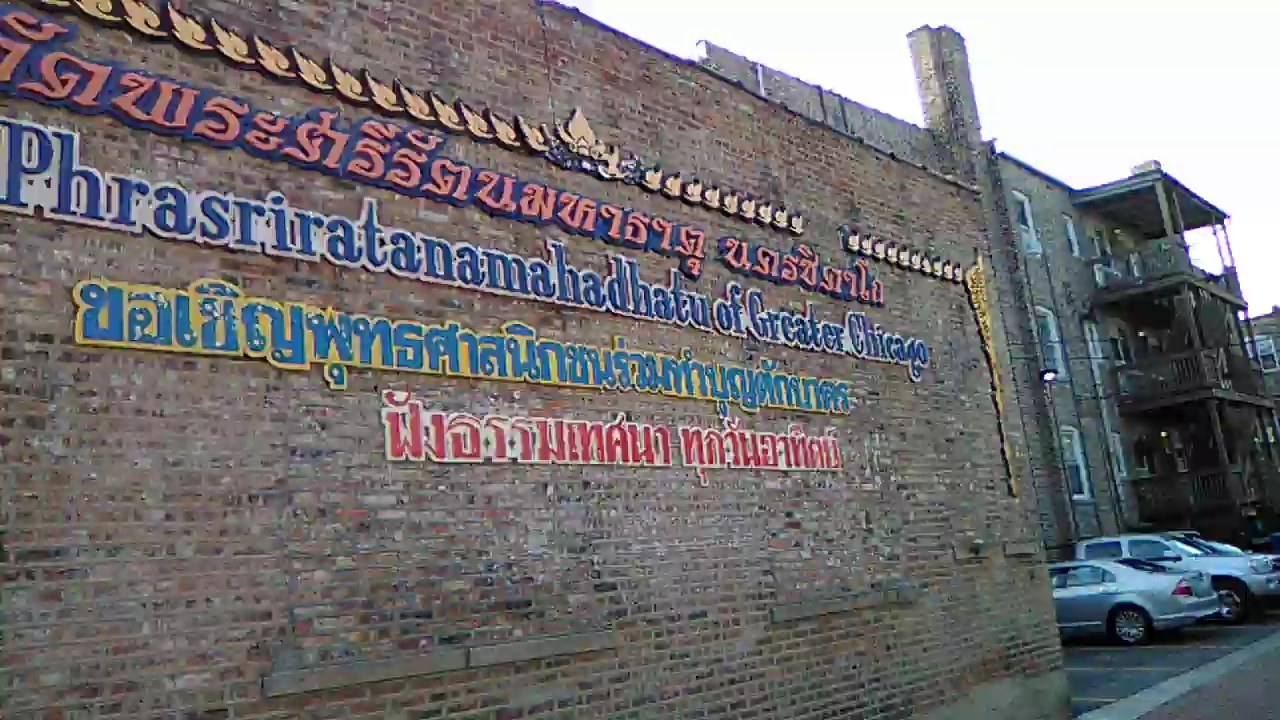 วัดพระศรีรัตนมหาธาตุ นครชิคาโก
Phrasriratanamahadhatu of Greater Chicago
ขอเชิญพุทธศาสนิกชนร่วมทำบุญตักบาตร
ฟังธรรมเทศนา ทุกวันอาทิตย์